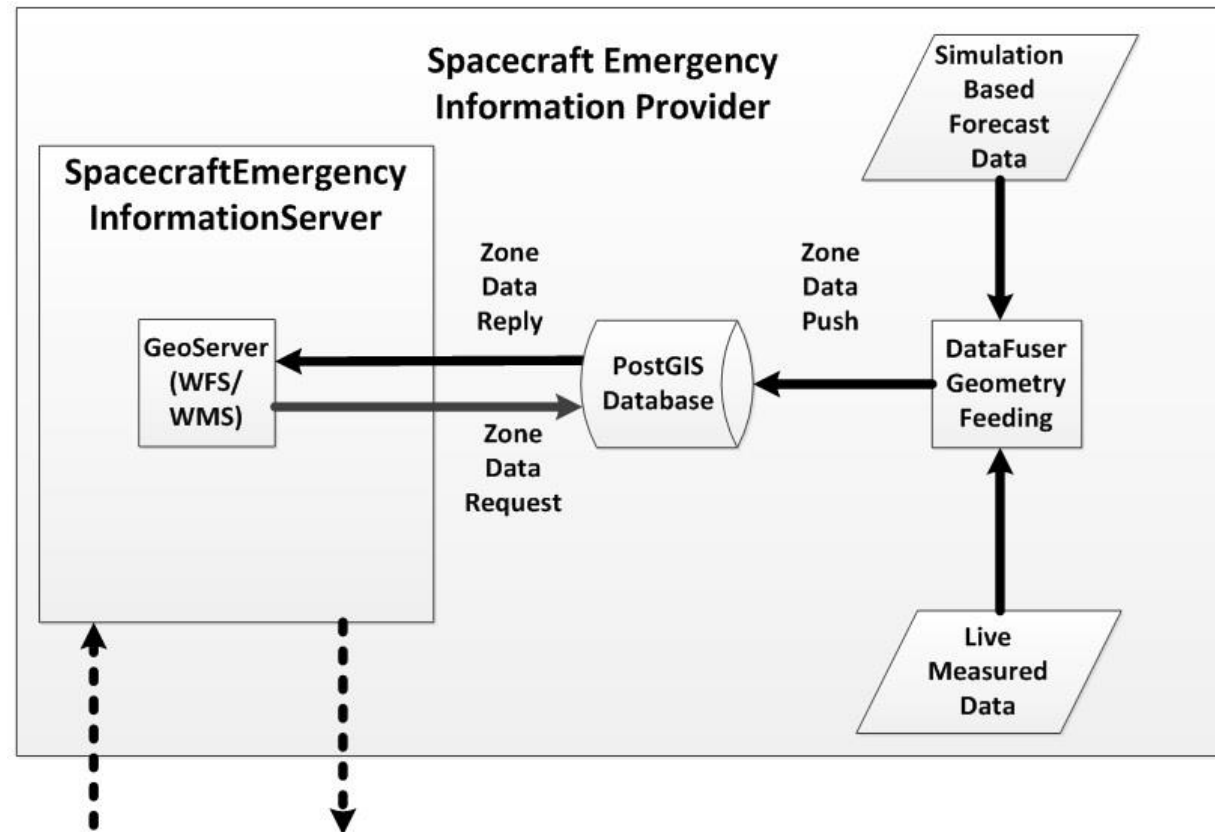 Spacecraft Emergency
Information Provider
Simulation
Based
Forecast
Data
SpacecraftEmergency
InformationServer
Zone
Data
Reply
Zone
Data
Push
GeoServer
(WFS/
WMS)
PostGIS
Database
DataFuser
Geometry
Feeding
Zone
Data
Request
Live
Measured
Data